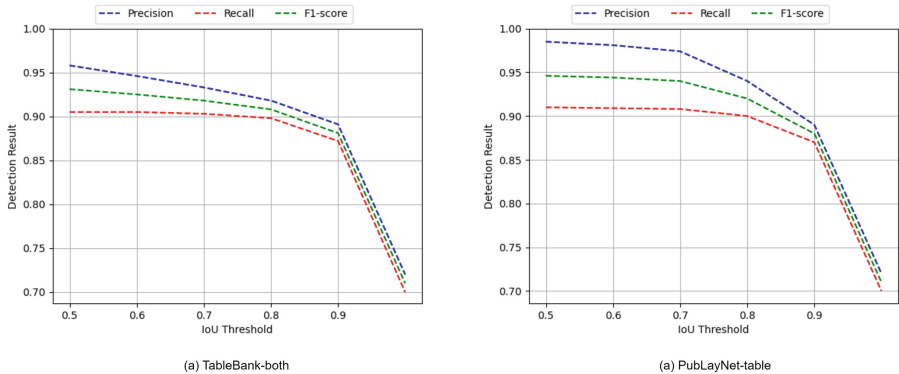 Precision Recall F1-score
1.00
0.95
0.90
0.85
0.80
0.75
0.70
Detection Result
0.5 0.6 0.7 0.8 0.9
IoU Threshold
(a) TableBank-both
Precision Recall F1-score
1.00
0.95
0.90
0.85
0.80
0.75
0.70
Detection Result
0.5 0.6 0.7 0.8 0.9
IoU Threshold
(a) PubLayNet-table